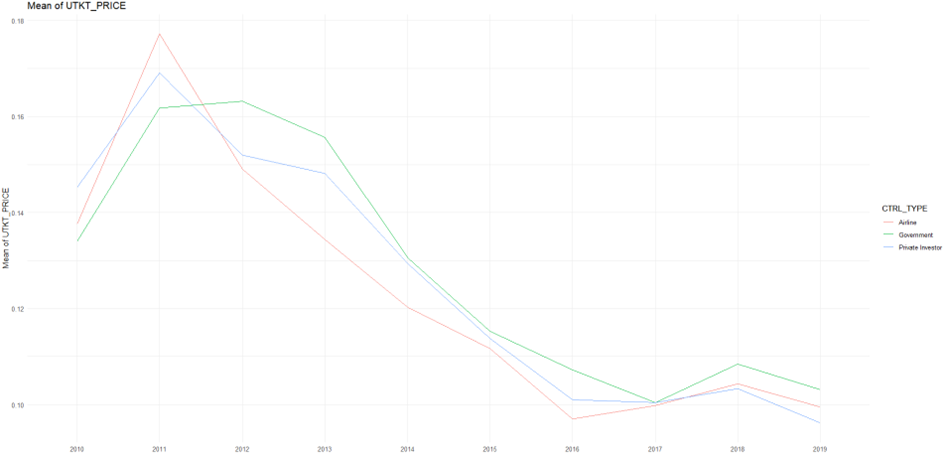 Mean of UTKT_PRICE
0.18
0.16
0.14
0.12
0.10
Mean of UTKT_PRICE
2010 2011 2012 2013 2014 2015 2016 2017 2018 2019
CTRL_TYPE
Airline
Government
Private Investor